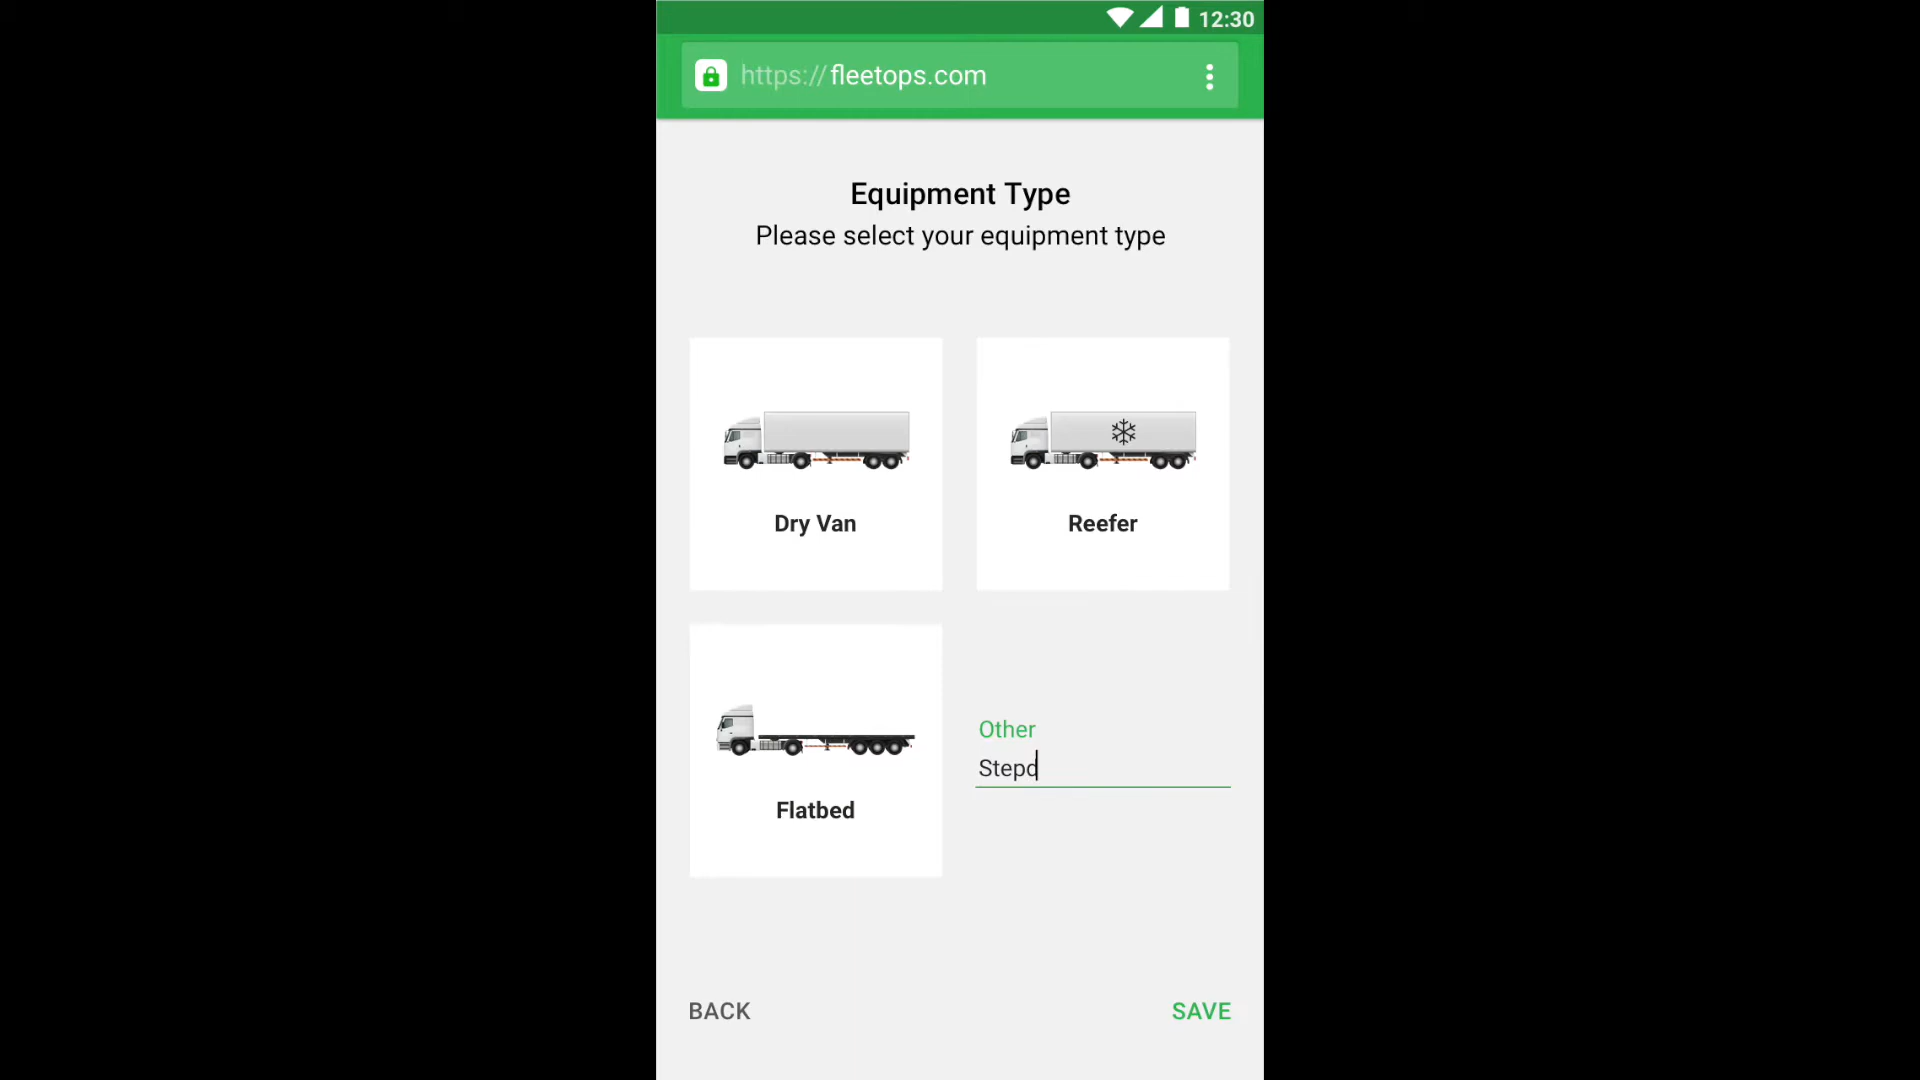 12:30
https://fleetops.com
Equipment Type
Please select your equipment type
Dry Van
Reefer
Flatbed
Other
Stepd
BACK
SAVE